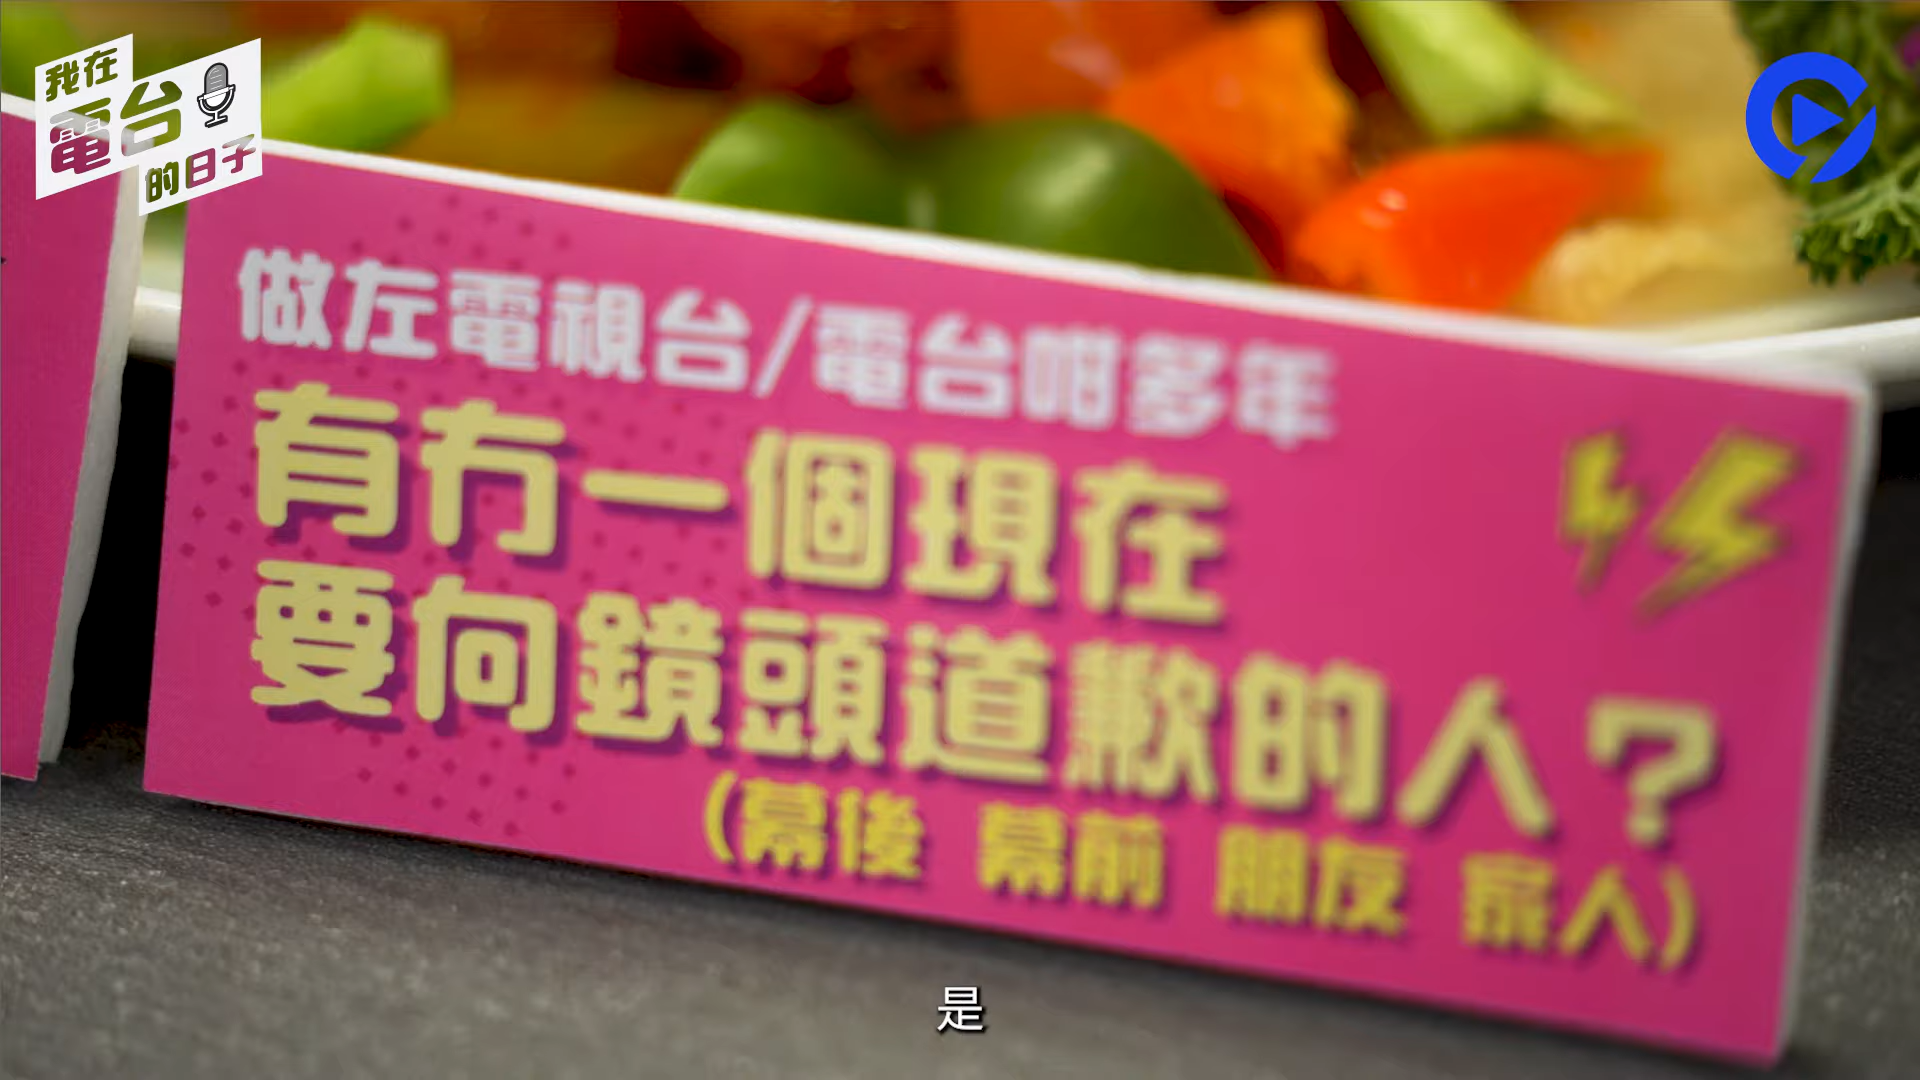 我在
電台
的日子
做左電視台/電台咁多年
有冇一個現在
要向鏡頭道歉的人?
(幕後 幕前 朋友 家人)
是